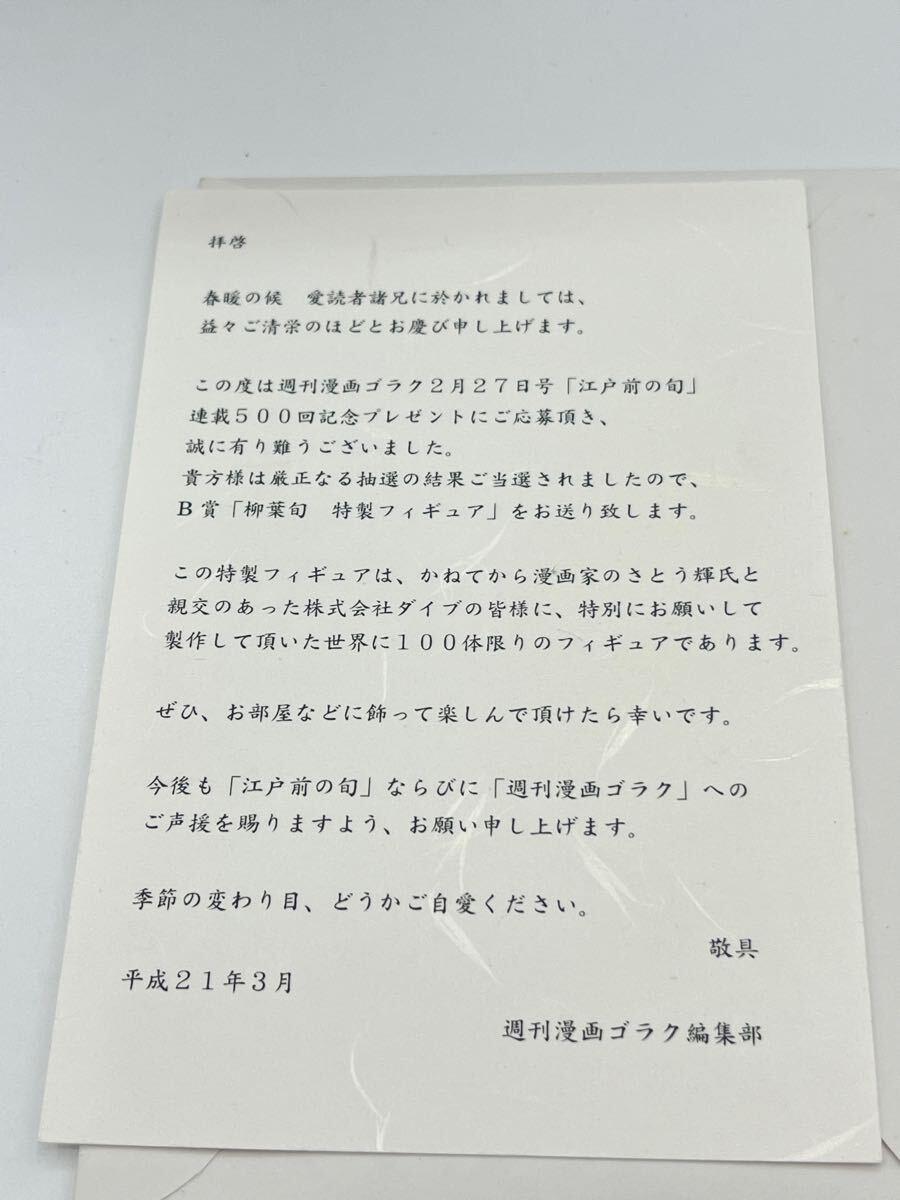 拝啓
春暖の候　愛読者諸兄に於かれましては、
益々ご清栄のほどとお慶び申し上げます。
この度は週刊漫画ゴラク２月２７日号「江戸前の旬」
連載５００回記念プレゼントにご応募頂き、
誠に有り難うございました。
貴方様は厳正なる抽選の結果ご当選されましたので、
Ｂ賞「柳葉旬　特製フィギュア」をお送り致します。
この特製フィギュアは、かねてから漫画家のさとう輝氏と
親交のあった株式会社ダイブの皆様に、特別にお願いして
製作して頂いた世界に１００体限りのフィギュアであります。
ぜひ、お部屋などに飾って楽しんで頂けたら幸いです。
今後も「江戸前の旬」ならびに「週刊漫画ゴラク」への
ご声援を賜りますよう、お願い申し上げます。
季節の変わり目、どうかご自愛ください。
敬具
平成２１年３月
週刊漫画ゴラク編集部